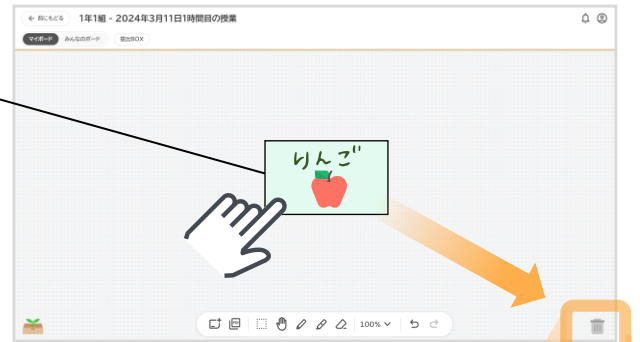 ← 前にもどる
1年1組 - 2024年3月11日1時間目の授業
マイボード
みんなのボード
提出BOX
りんご
100%